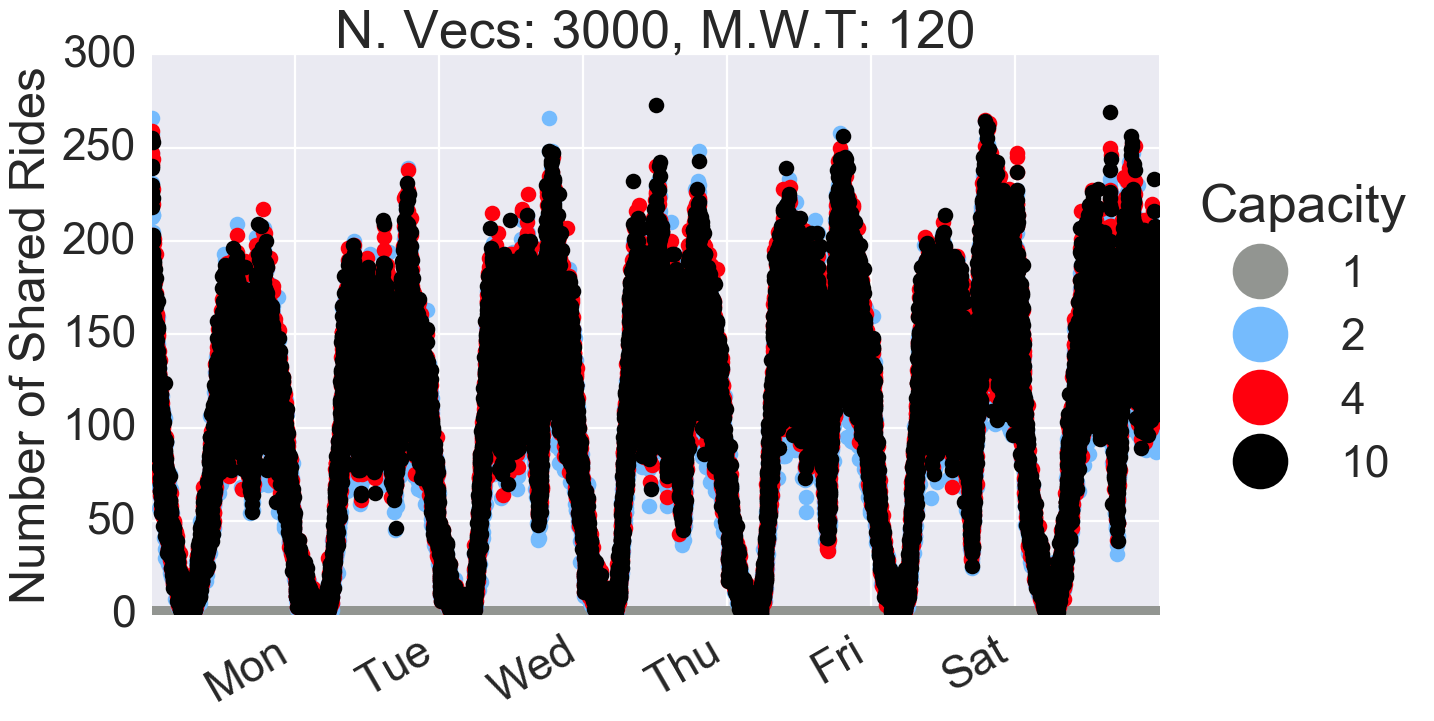 N. Vecs: 3000, M.W.T: 120
Number of Shared Rides
300
250
200
150
100
50
0
Mon
Tue
Wed
Thu
Fri
Sat
Capacity
1
2
4
10